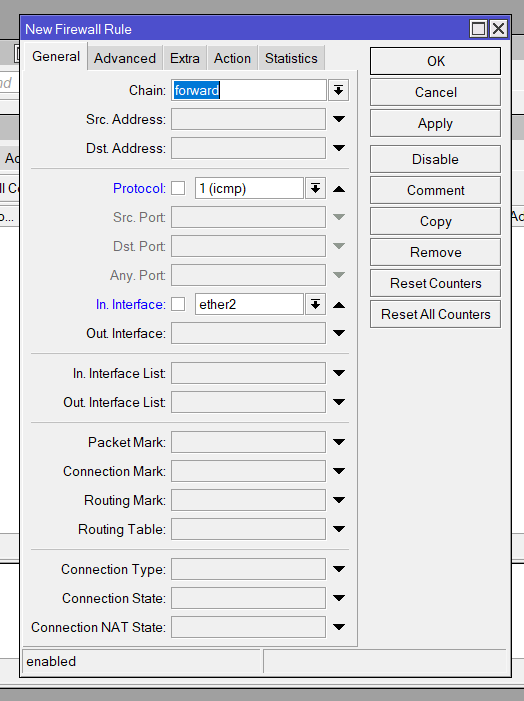 New Firewall Rule
General
Advanced
Extra
Action
Statistics
Chain: forward
Src. Address:
Dst. Address:
Protocol: 1 (icmp)
Src. Port:
Dst. Port:
Any. Port:
In. Interface: ether2
Out. Interface:
In. Interface List:
Out. Interface List:
Packet Mark:
Connection Mark:
Routing Mark:
Routing Table:
Connection Type:
Connection State:
Connection NAT State:
enabled
OK
Cancel
Apply
Disable
Comment
Copy
Remove
Reset Counters
Reset All Counters